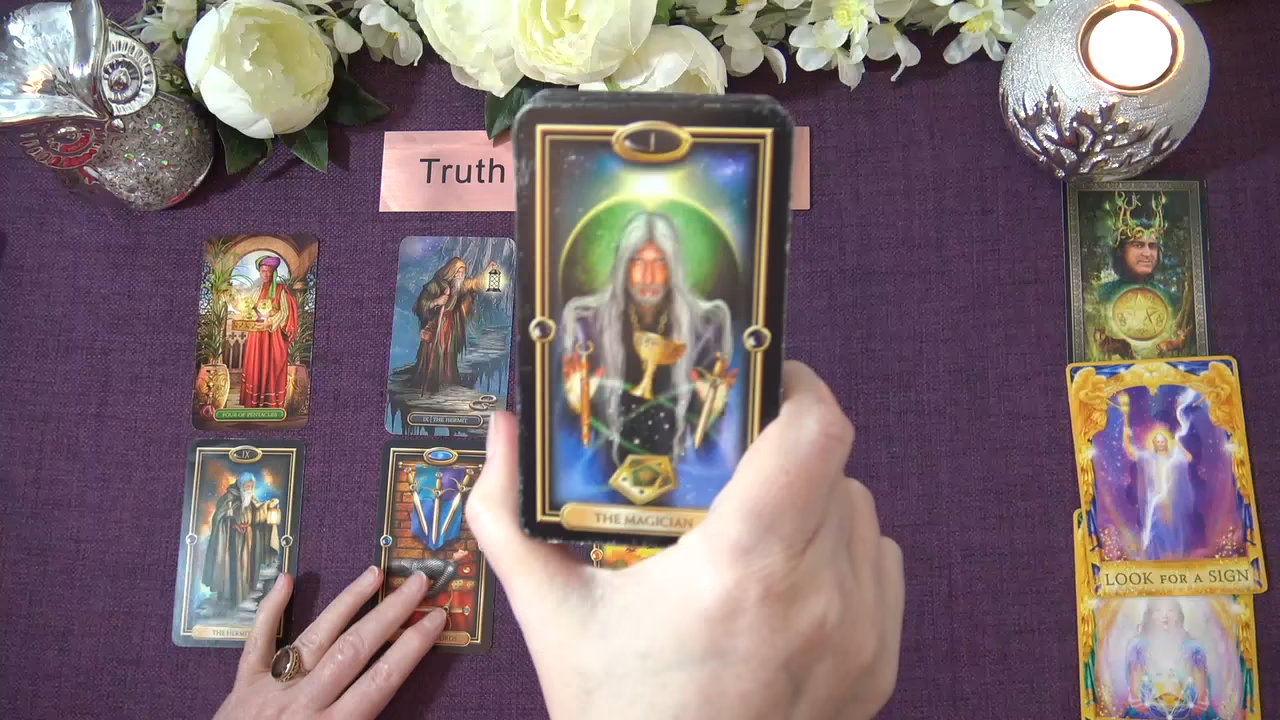 Truth
I
THE MAGICIAN
FOUR OF PENTACLES
IX | THE HERMIT
IX
THE HERMIT
LOOK FOR A SIGN